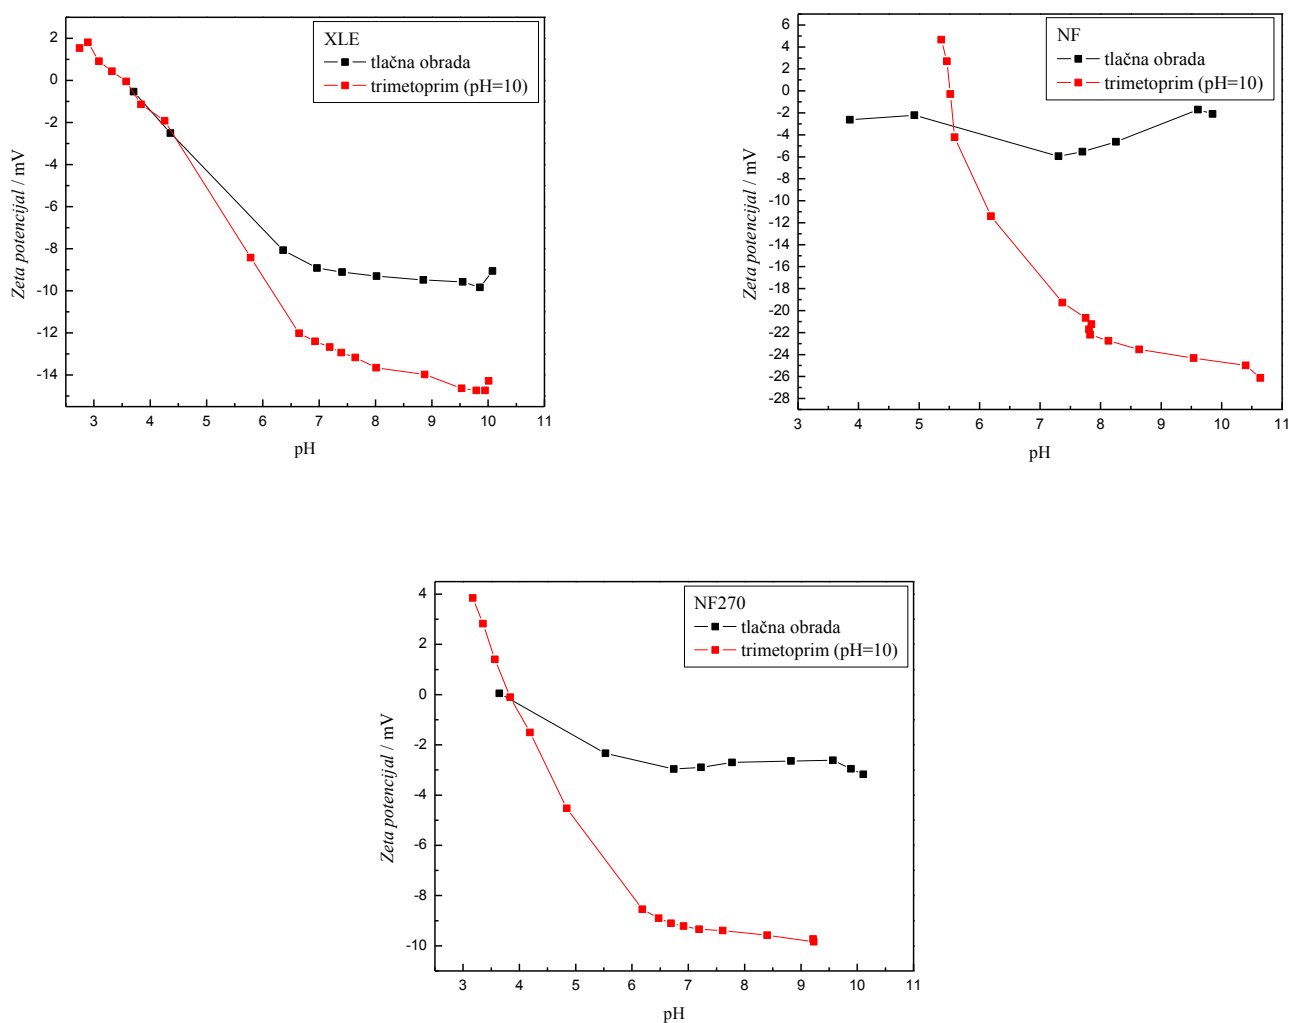 XLE
tlačna obrada
trimetoprim (pH=10)
2
0
-2
-4
-6
-8
-10
-12
-14
Zeta potencijal / mV
3 4 5 6 7 8 9 10 11
pH
NF
tlačna obrada
trimetoprim (pH=10)
6
4
2
0
-2
-4
-6
-8
-10
-12
-14
-16
-18
-20
-22
-24
-26
-28
Zeta potencijal / mV
3 4 5 6 7 8 9 10 11
pH
NF270
tlačna obrada
trimetoprim (pH=10)
4
2
0
-2
-4
-6
-8
-10
Zeta potencijal / mV
3 4 5 6 7 8 9 10 11
pH